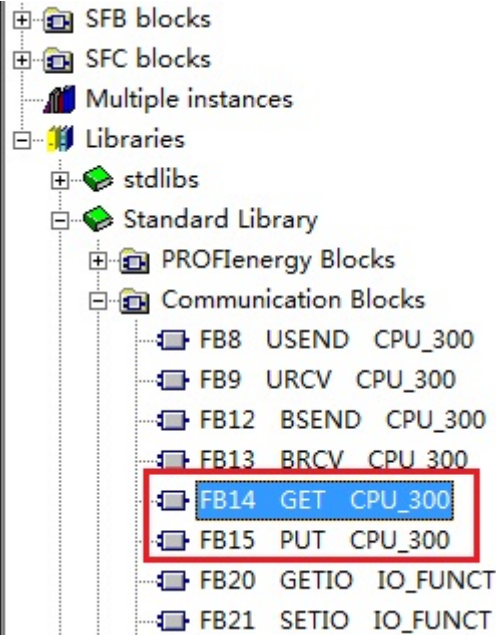 SFB blocks
SFC blocks
Multiple instances
Libraries
stdlibs
Standard Library
PROFIenergy Blocks
Communication Blocks
FB8 USEND CPU_300
FB9 URCV CPU_300
FB12 BSEND CPU_300
FB13 BRCV CPU_300
FB14 GET CPU_300
FB15 PUT CPU_300
FB20 GETIO IO_FUNCT
FB21 SETIO IO_FUNCT